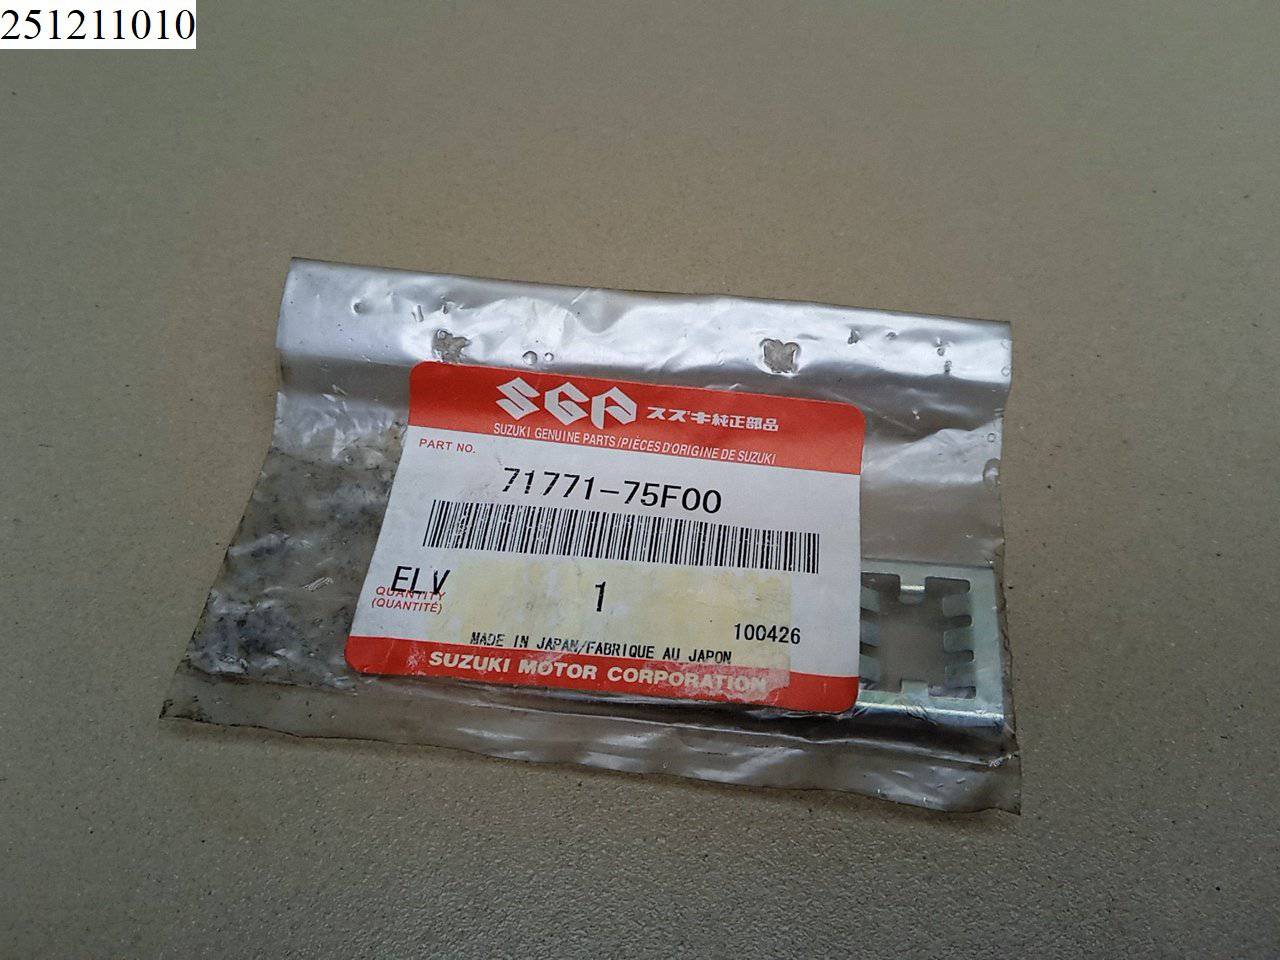 251211010
SGP スズキ純正部品
SUZUKI GENUINE PARTS/PIÈCES D'ORIGINE DE SUZUKI
PART NO.
71771-75F00
ELV
QUANTITY
(QUANTITÉ)
1
100426
MADE IN JAPAN/FABRIQUE AU JAPON
SUZUKI MOTOR CORPORATION